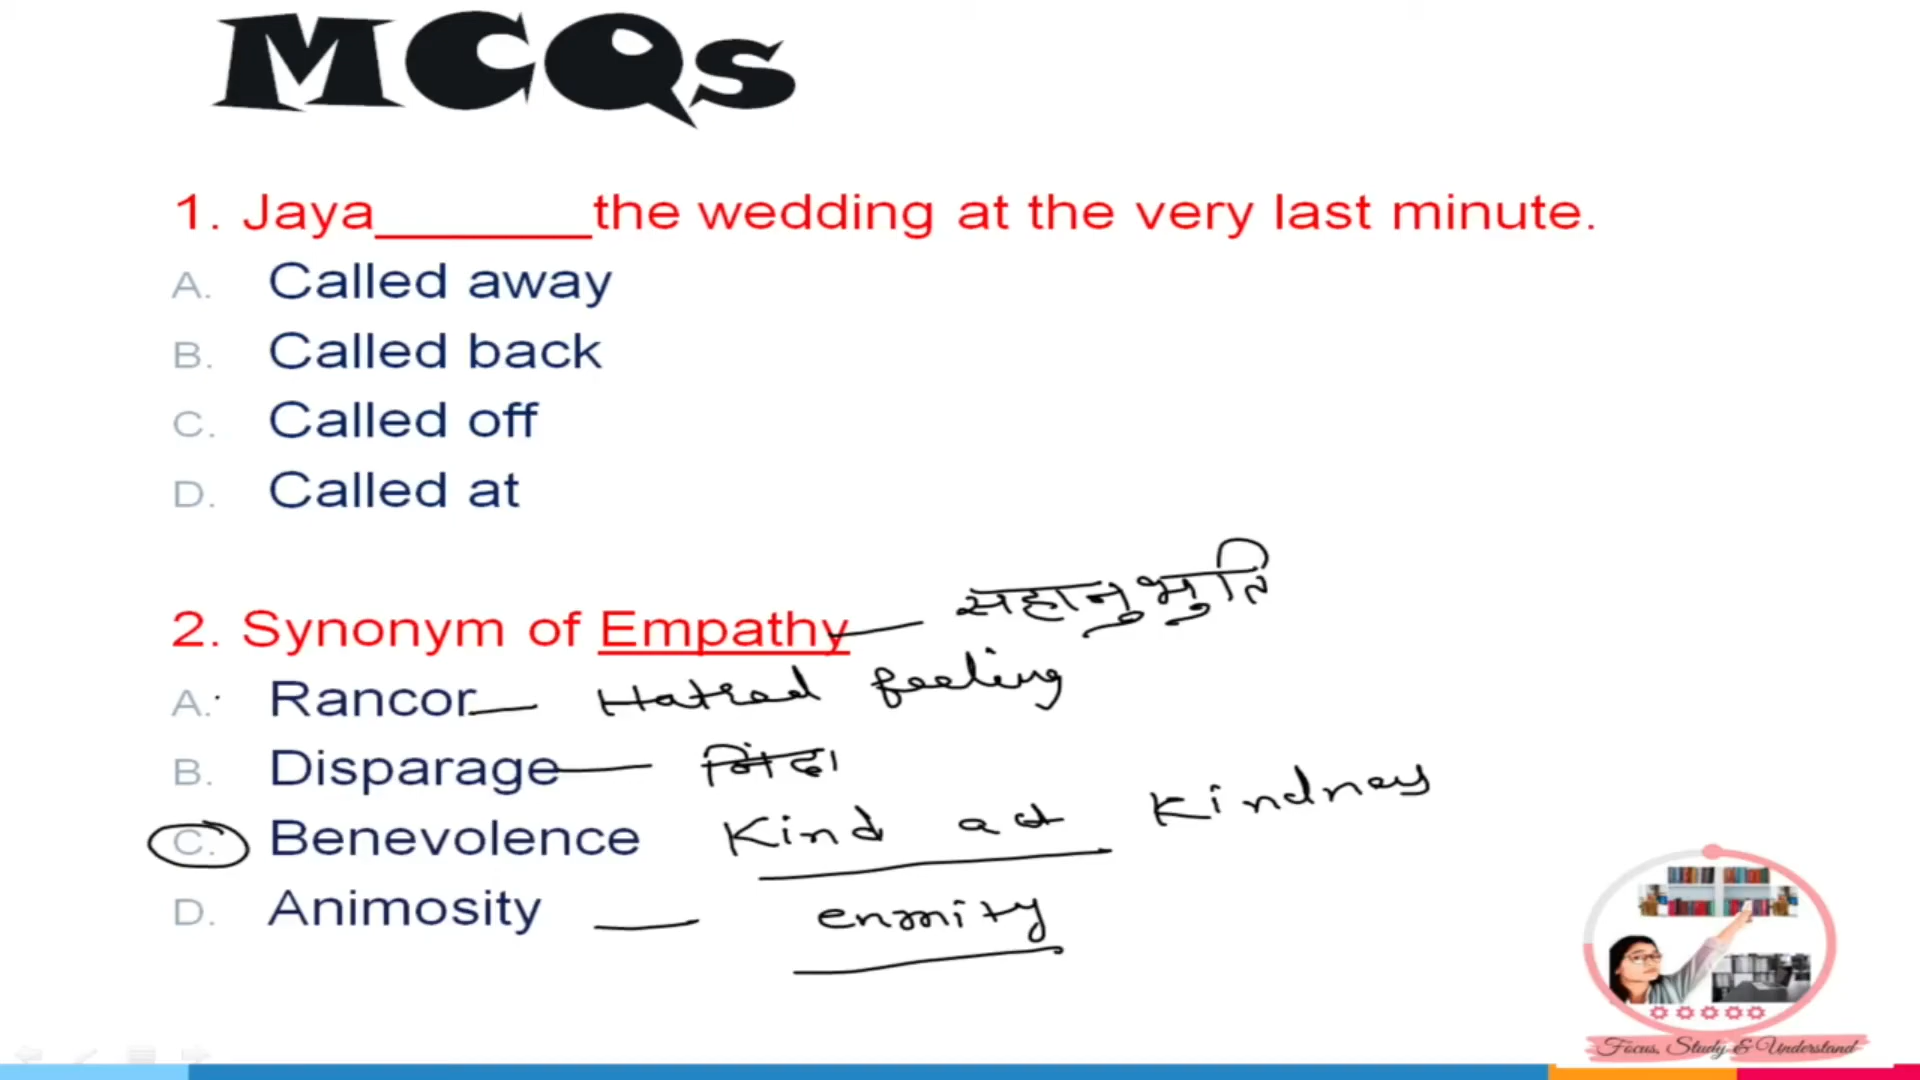 MCQs
1. Jaya______the wedding at the very last minute.
A. Called away
B. Called back
C. Called off
D. Called at
2. Synonym of Empathy — सहानुभुति
A. Rancor — Hatred feeling
B. Disparage — निंदा
C. Benevolence Kind act Kindness
D. Animosity — enmity
Focus, Study & Understand